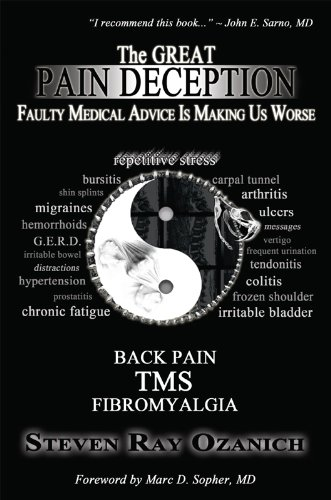 “I recommend this book...” ~ John E. Sarno, MD
The GREAT
PAIN DECEPTION
FAULTY MEDICAL ADVICE IS MAKING US WORSE
repetitive stress
bursitis
carpal tunnel
shin splints
arthritis
migraines
ulcers
hemorrhoids
messages
G.E.R.D.
vertigo
irritable bowel
frequent urination
distractions
tendonitis
hypertension
colitis
prostatitis
frozen shoulder
chronic fatigue
irritable bladder
BACK PAIN
TMS
FIBROMYALGIA
STEVEN RAY OZANICH
Foreword by Marc D. Sopher, MD